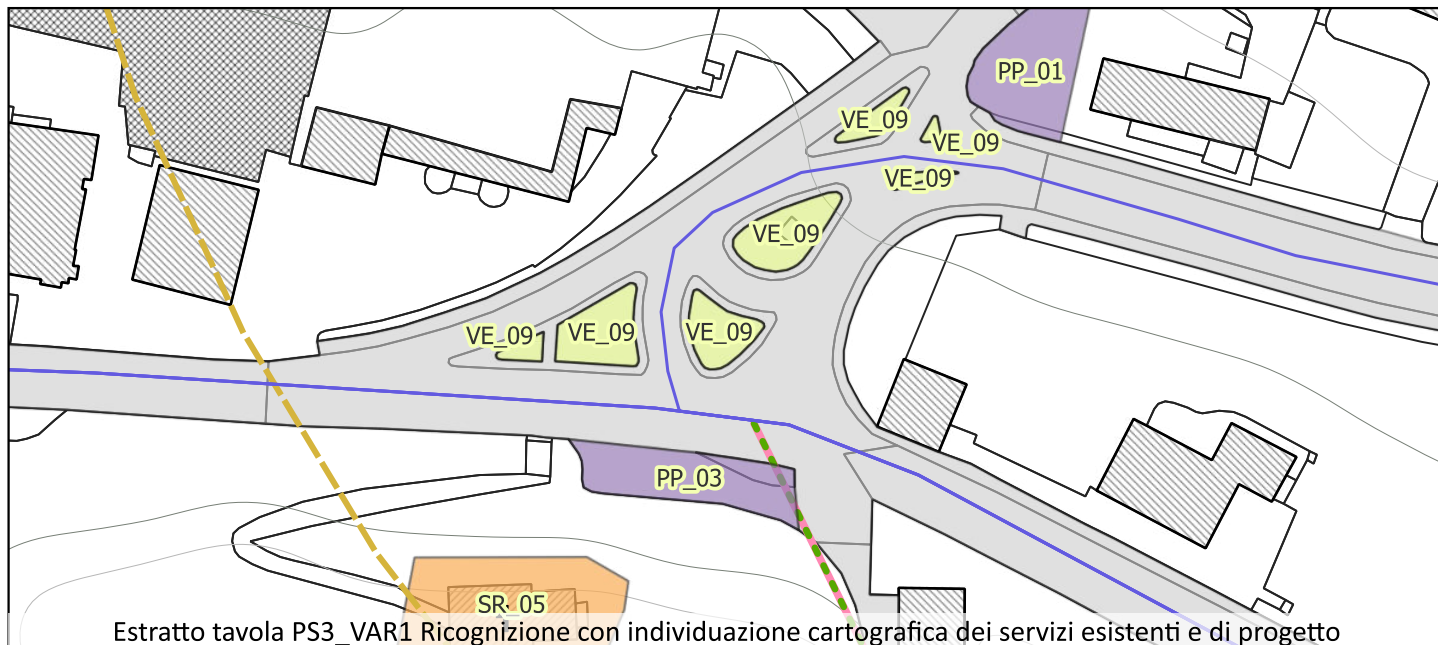 PP_01
VE_09
VE_09
VE_09
VE_09
VE_09
VE_09
VE_09
PP_03
SR_05
Estratto tavola PS3_VAR1 Ricognizione con individuazione cartografica dei servizi esistenti e di progetto